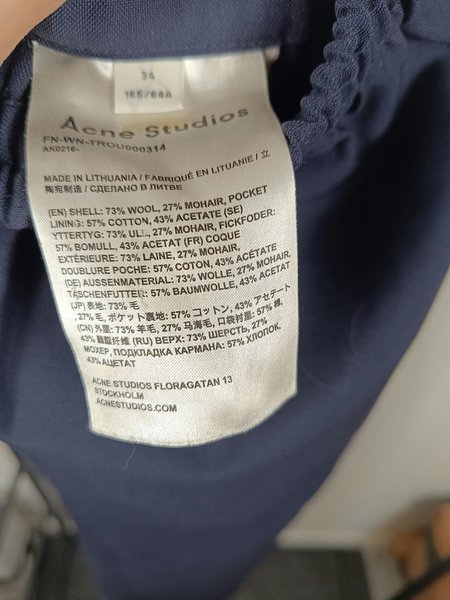 34
165/64A
Acne Studios
FN-WN-TROU000314
AK0216-
MADE IN LITHUANIA / FABRIQUÉ EN LITUANIE / 立
陶宛制造 / СДЕЛАНО В ЛИТВЕ
(EN) SHELL: 73% WOOL, 27% MOHAIR, POCKET
LINING: 57% COTTON, 43% ACETATE (SE)
YTTERTYG: 73% ULL, 27% MOHAIR, FICKFODER:
57% BOMULL, 43% ACETAT (FR) COQUE
EXTÉRIEURE: 73% LAINE, 27% MOHAIR,
DOUBLURE POCHE: 57% COTON, 43% ACÉTATE
(DE) AUSSENMATERIAL: 73% WOLLE, 27% MOHAIR,
TASCHENFUTTER: 57% BAUMWOLLE, 43% ACETAT
(JP) 表地: 73% 毛
, 27% 毛, ポケット裏地: 57% コットン, 43% アセテート
(CN) 外里: 73% 羊毛, 27% 马海毛, 口袋衬里: 57% 棉,
43% 醋酯纤维 (RU) ВЕРХ: 73% ШЕРСТЬ, 27%
МОХЕР, ПОДКЛАДКА КАРМАНА: 57% ХЛОПОК,
43% АЦЕТАТ
ACNE STUDIOS FLORAGATAN 13
STOCKHOLM
ACNESTUDIOS.COM